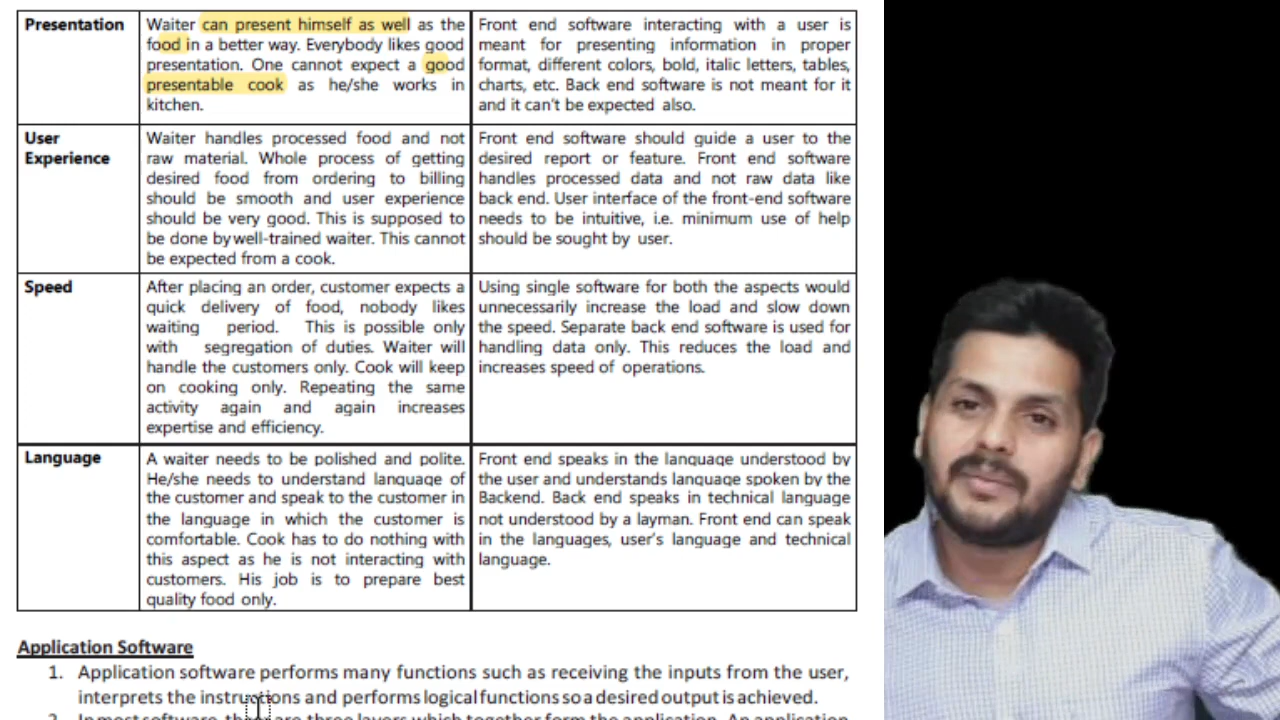 Presentation
Waiter can present himself as well as the
food in a better way. Everybody likes good
presentation. One cannot expect a good
presentable cook as he/she works in
kitchen.
Front end software interacting with a user is
meant for presenting information in proper
format, different colors, bold, italic letters, tables,
charts, etc. Back end software is not meant for it
and it can't be expected also.
User
Experience
Waiter handles processed food and not
raw material. Whole process of getting
desired food from ordering to billing
should be smooth and user experience
should be very good. This is supposed to
be done by well-trained waiter. This cannot
be expected from a cook.
Front end software should guide a user to the
desired report or feature. Front end software
handles processed data and not raw data like
back end. User interface of the front-end software
needs to be intuitive, i.e. minimum use of help
should be sought by user.
Speed
After placing an order, customer expects a
quick delivery of food, nobody likes
waiting period. This is possible only
with segregation of duties. Waiter will
handle the customers only. Cook will keep
on cooking only. Repeating the same
activity again and again increases
expertise and efficiency.
Using single software for both the aspects would
unnecessarily increase the load and slow down
the speed. Separate back end software is used for
handling data only. This reduces the load and
increases speed of operations.
Language
A waiter needs to be polished and polite.
He/she needs to understand language of
the customer and speak to the customer in
the language in which the customer is
comfortable. Cook has to do nothing with
this aspect as he is not interacting with
customers. His job is to prepare best
quality food only.
Front end speaks in the language understood by
the user and understands language spoken by the
Backend. Back end speaks in technical language
not understood by a layman. Front end can speak
in the languages, user's language and technical
language.
Application Software
1. Application software performs many functions such as receiving the inputs from the user,
interprets the instructions and performs logical functions so a desired output is achieved.
2. In most software, there are three layers which together form the application. An application